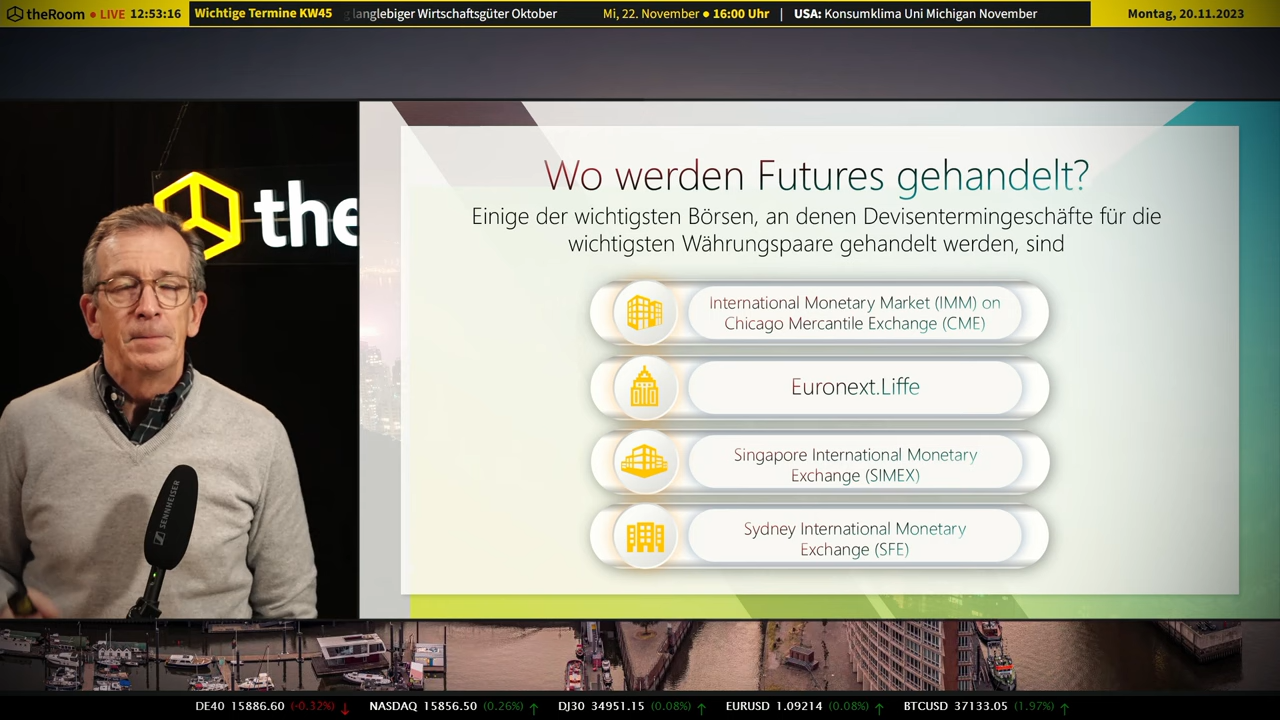 theRoom ● LIVE 12:53:16
Wichtige Termine KW45
langlebiger Wirtschaftsgüter Oktober
Mi, 22. November ● 16:00 Uhr | USA: Konsumklima Uni Michigan November
Montag, 20.11.2023
the
Wo werden Futures gehandelt?
Einige der wichtigsten Börsen, an denen Devisentermingeschäfte für die
wichtigsten Währungspaare gehandelt werden, sind
International Monetary Market (IMM) on
Chicago Mercantile Exchange (CME)
Euronext.Liffe
Singapore International Monetary
Exchange (SIMEX)
Sydney International Monetary
Exchange (SFE)
SENNHEISER
DE40 15886.60 (-0.32%) ↓ NASDAQ 15856.50 (0.26%) ↑ DJ30 34951.15 (0.08%) ↑ EURUSD 1.09214 (0.08%) ↑ BTCUSD 37133.05 (1.97%) ↑